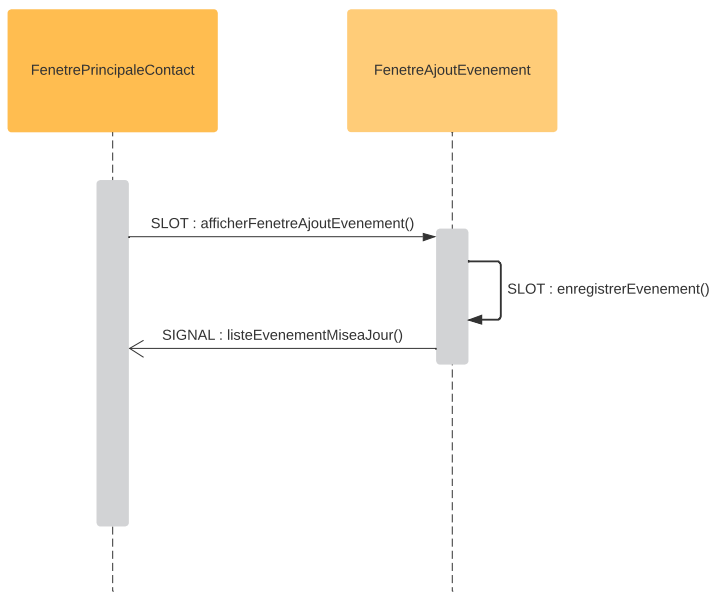 FenetrePrincipaleContact
FenetreAjoutEvenement
SLOT : afficherFenetreAjoutEvenement()
SLOT : enregistrerEvenement()
SIGNAL : listeEvenementMiseaJour()